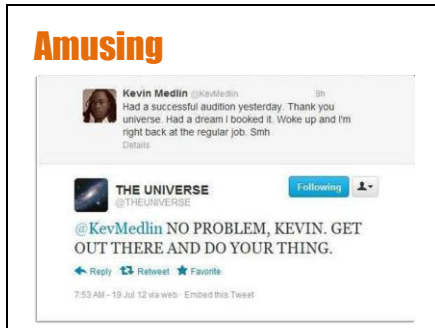 Amusing
Kevin Medlin @KevMedlin 9h
Had a successful audition yesterday. Thank you
universe. Had a dream I booked it. Woke up and I'm
right back at the regular job. Smh
Details
THE UNIVERSE
@THEUNIVERSE
Following
@KevMedlin NO PROBLEM, KEVIN. GET
OUT THERE AND DO YOUR THING.
Reply Retweet Favorite
7:53 AM - 19 Jul 12 via web · Embed this Tweet